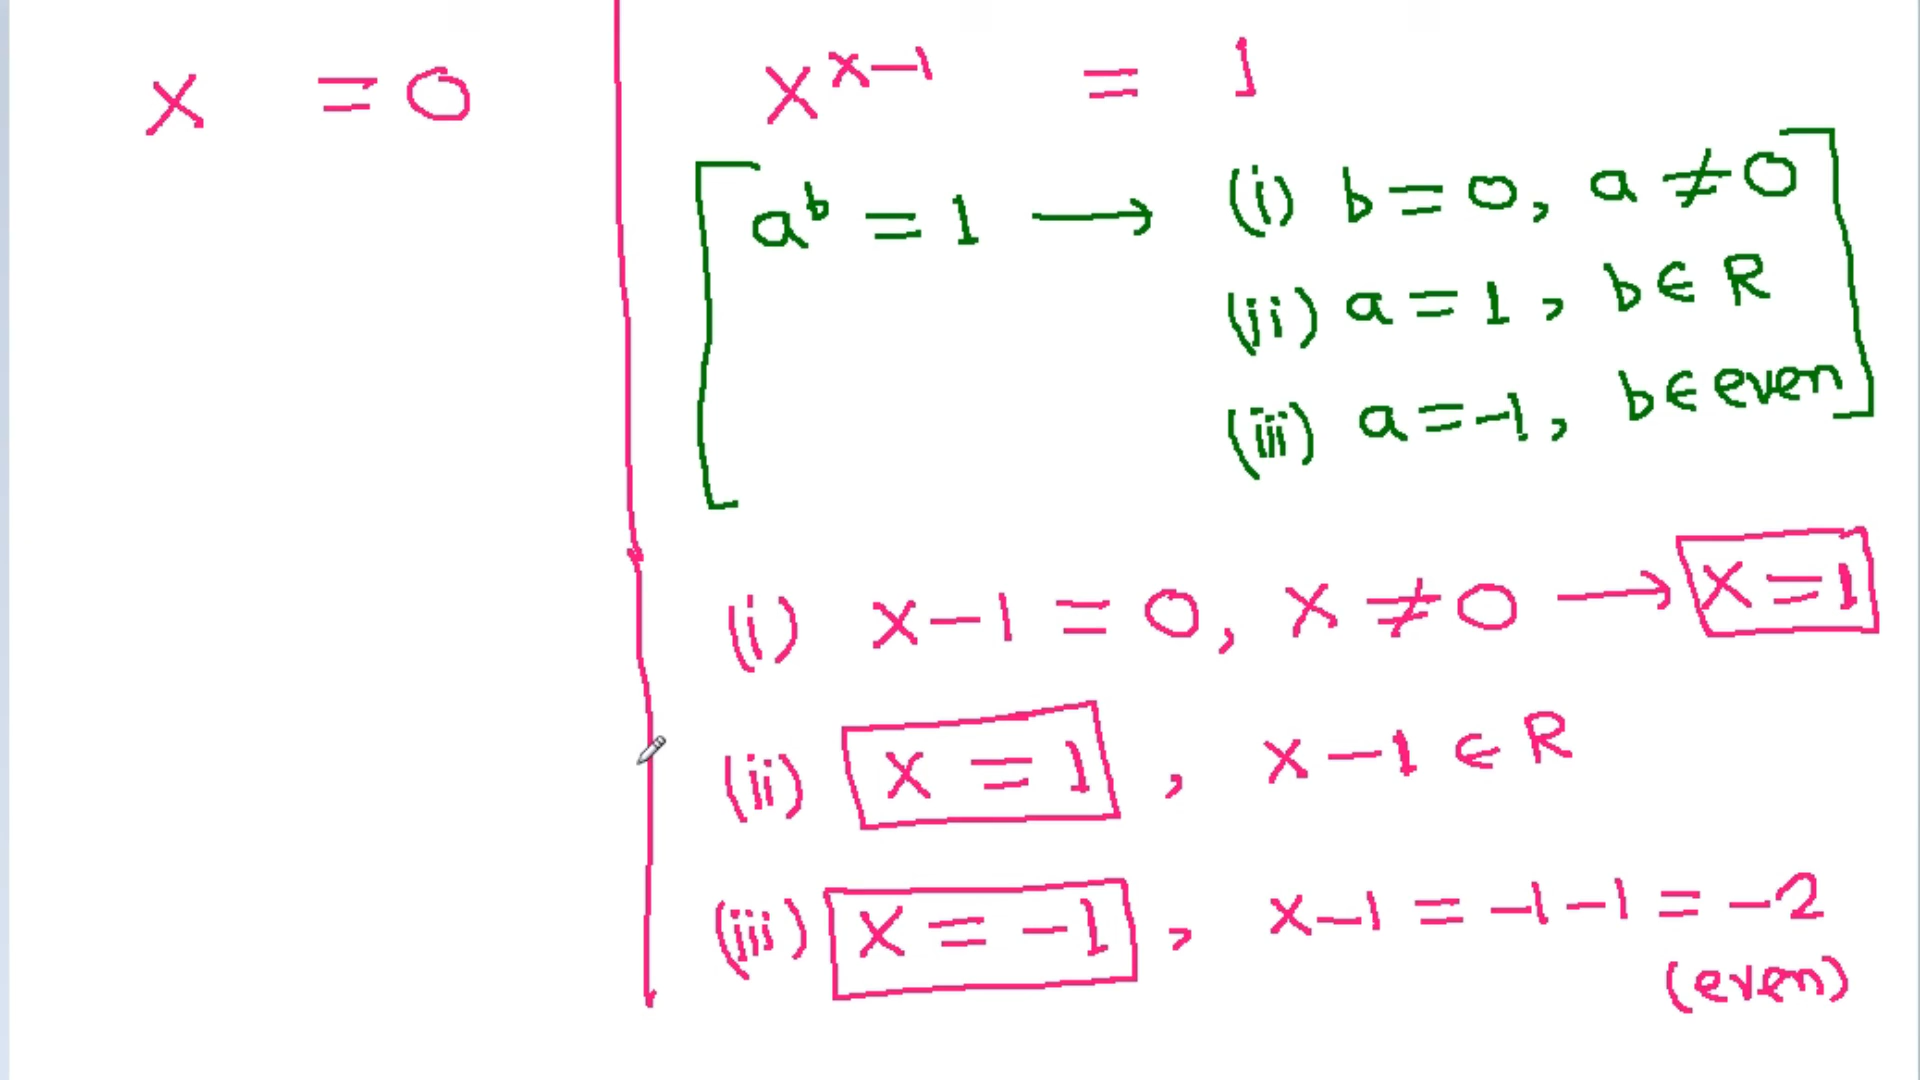 x = 0
x^{x-1} = 1
a^b = 1 → (i) b = 0, a ≠ 0
(ii) a = 1, b ∈ R
(iii) a = -1, b ∈ even
(i) x - 1 = 0, x ≠ 0 → x = 1
(ii) x = 1, x - 1 ∈ R
(iii) x = -1, x - 1 = -1 - 1 = -2
(even)